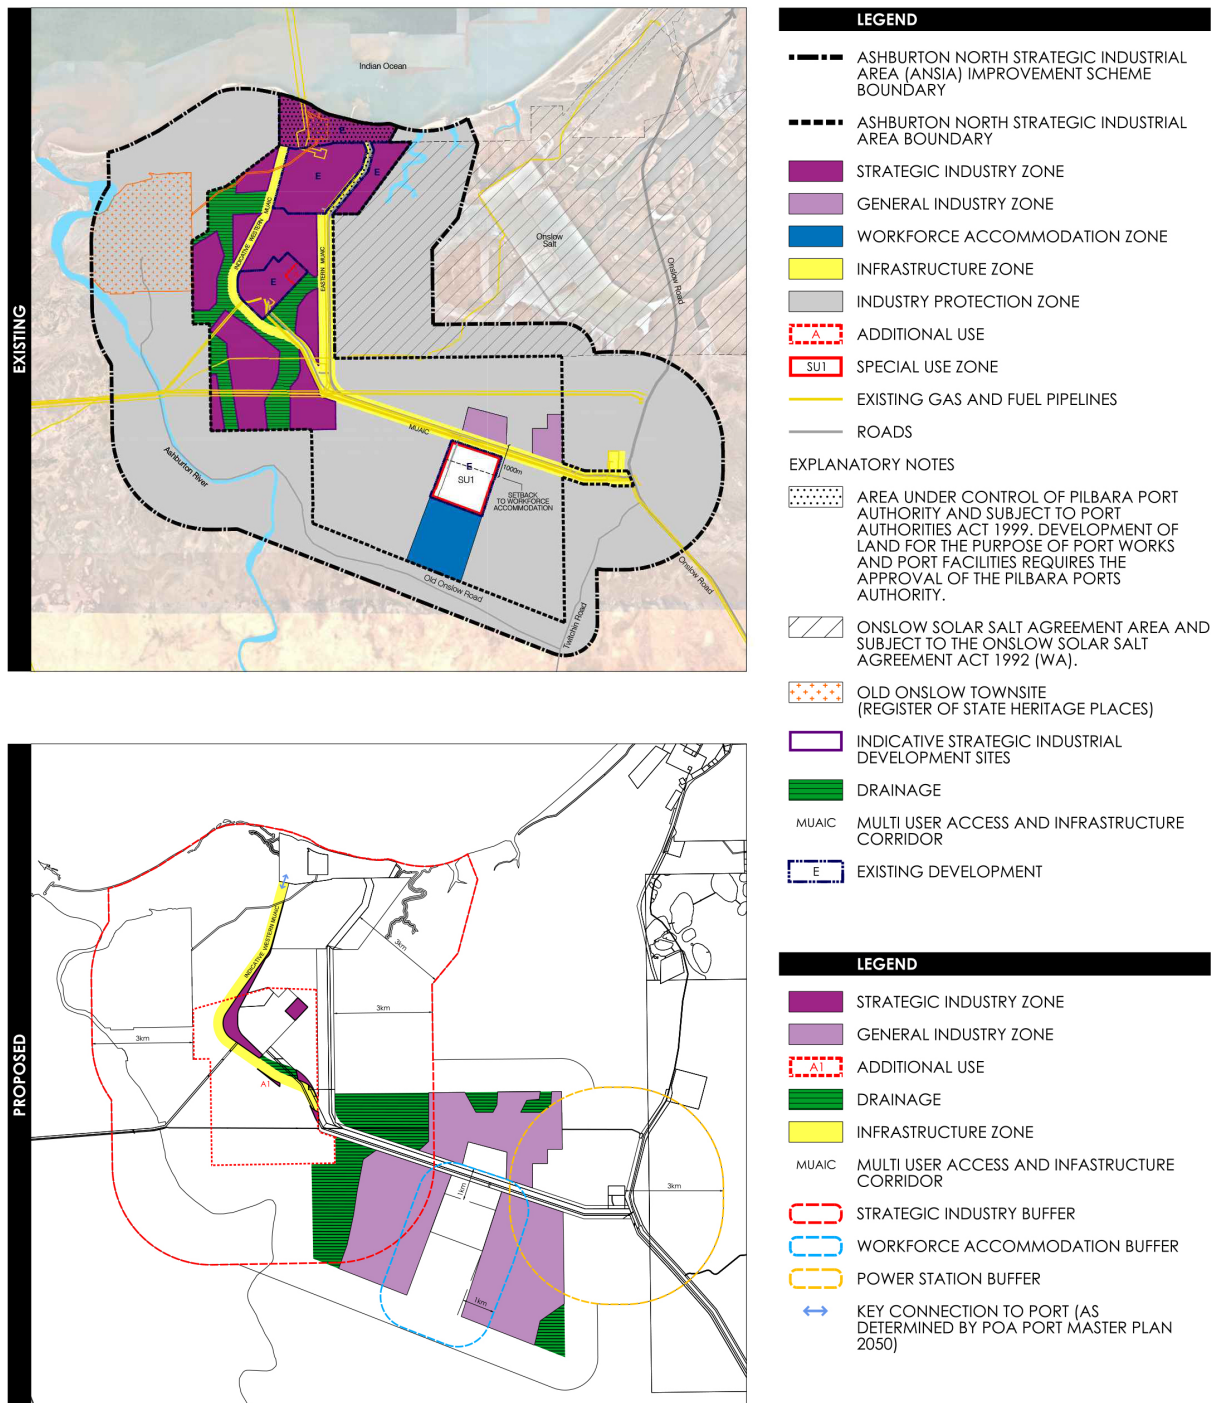 EXISTING
Indian Ocean
E
E
E
INDICATIVE WESTERN MUAIC
EASTERN MUAIC
E
Onslow
Salt
Onslow Road
MUAIC
E
SU1
1000m
SETBACK
TO WORKFORCE
ACCOMMODATION
Ashburton River
Old Onslow Road
Twitchin Road
Onslow Road
LEGEND
ASHBURTON NORTH STRATEGIC INDUSTRIAL
AREA (ANSIA) IMPROVEMENT SCHEME
BOUNDARY
ASHBURTON NORTH STRATEGIC INDUSTRIAL
AREA BOUNDARY
STRATEGIC INDUSTRY ZONE
GENERAL INDUSTRY ZONE
WORKFORCE ACCOMMODATION ZONE
INFRASTRUCTURE ZONE
INDUSTRY PROTECTION ZONE
A ADDITIONAL USE
SU1 SPECIAL USE ZONE
EXISTING GAS AND FUEL PIPELINES
ROADS
EXPLANATORY NOTES
AREA UNDER CONTROL OF PILBARA PORT
AUTHORITY AND SUBJECT TO PORT
AUTHORITIES ACT 1999. DEVELOPMENT OF
LAND FOR THE PURPOSE OF PORT WORKS
AND PORT FACILITIES REQUIRES THE
APPROVAL OF THE PILBARA PORTS
AUTHORITY.
ONSLOW SOLAR SALT AGREEMENT AREA AND
SUBJECT TO THE ONSLOW SOLAR SALT
AGREEMENT ACT 1992 (WA).
OLD ONSLOW TOWNSITE
(REGISTER OF STATE HERITAGE PLACES)
INDICATIVE STRATEGIC INDUSTRIAL
DEVELOPMENT SITES
DRAINAGE
MUAIC MULTI USER ACCESS AND INFRASTRUCTURE
CORRIDOR
E EXISTING DEVELOPMENT
PROPOSED
INDICATIVE WESTERN MUAIC
3km
3km
3km
A1
1km
3km
1km
LEGEND
STRATEGIC INDUSTRY ZONE
GENERAL INDUSTRY ZONE
A1 ADDITIONAL USE
DRAINAGE
INFRASTRUCTURE ZONE
MUAIC MULTI USER ACCESS AND INFASTRUCTURE
CORRIDOR
STRATEGIC INDUSTRY BUFFER
WORKFORCE ACCOMMODATION BUFFER
POWER STATION BUFFER
KEY CONNECTION TO PORT (AS
DETERMINED BY POA PORT MASTER PLAN
2050)